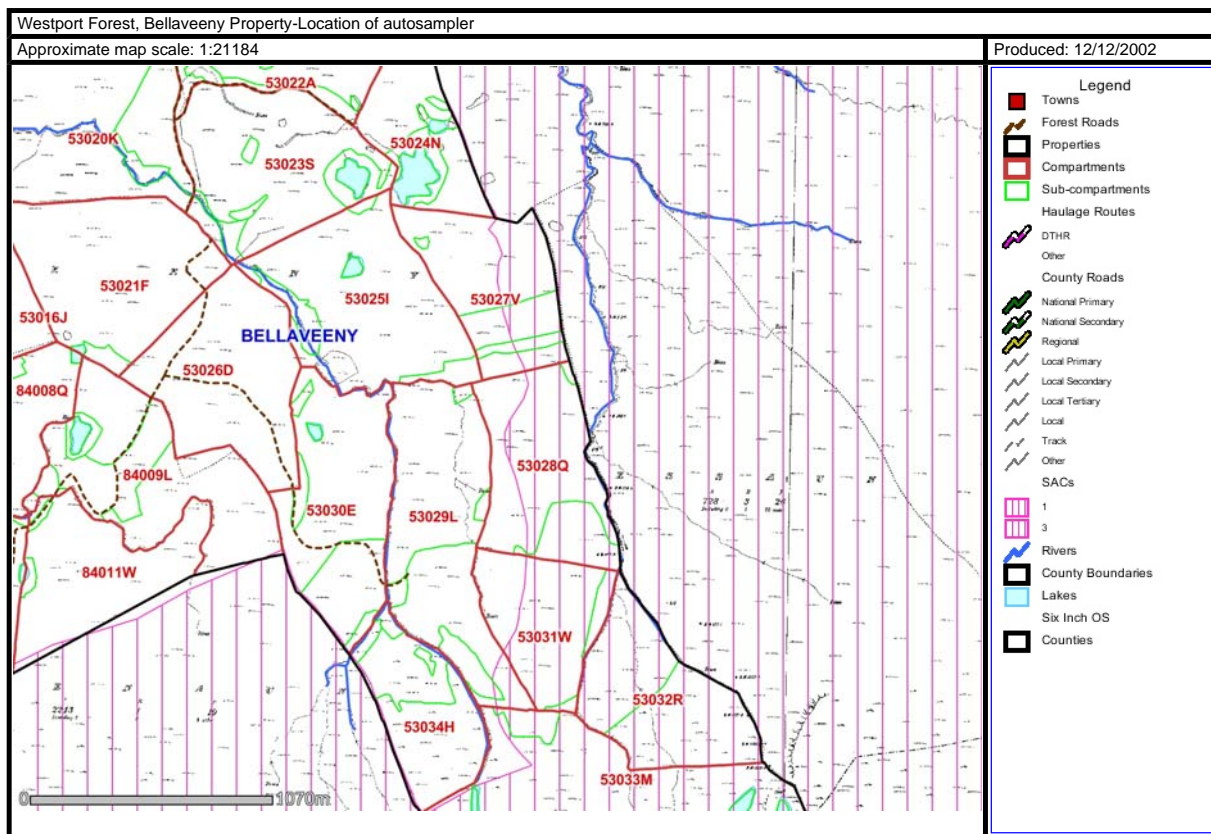 Westport Forest, Bellaveeny Property-Location of autosampler
Approximate map scale: 1:21184
Produced: 12/12/2002
53022A
53020K
53024N
53023S
53021F
53025I
53027V
53016J
BELLAVEENY
53026D
84008Q
84009L
53028Q
53030E
53029L
84011W
53031W
53032R
53034H
53033M
0
1070m
Legend
Towns
Forest Roads
Properties
Compartments
Sub-compartments
Haulage Routes
DTHR
Other
County Roads
National Primary
National Secondary
Regional
Local Primary
Local Secondary
Local Tertiary
Local
Track
Other
SACs
1
3
Rivers
County Boundaries
Lakes
Six Inch OS
Counties